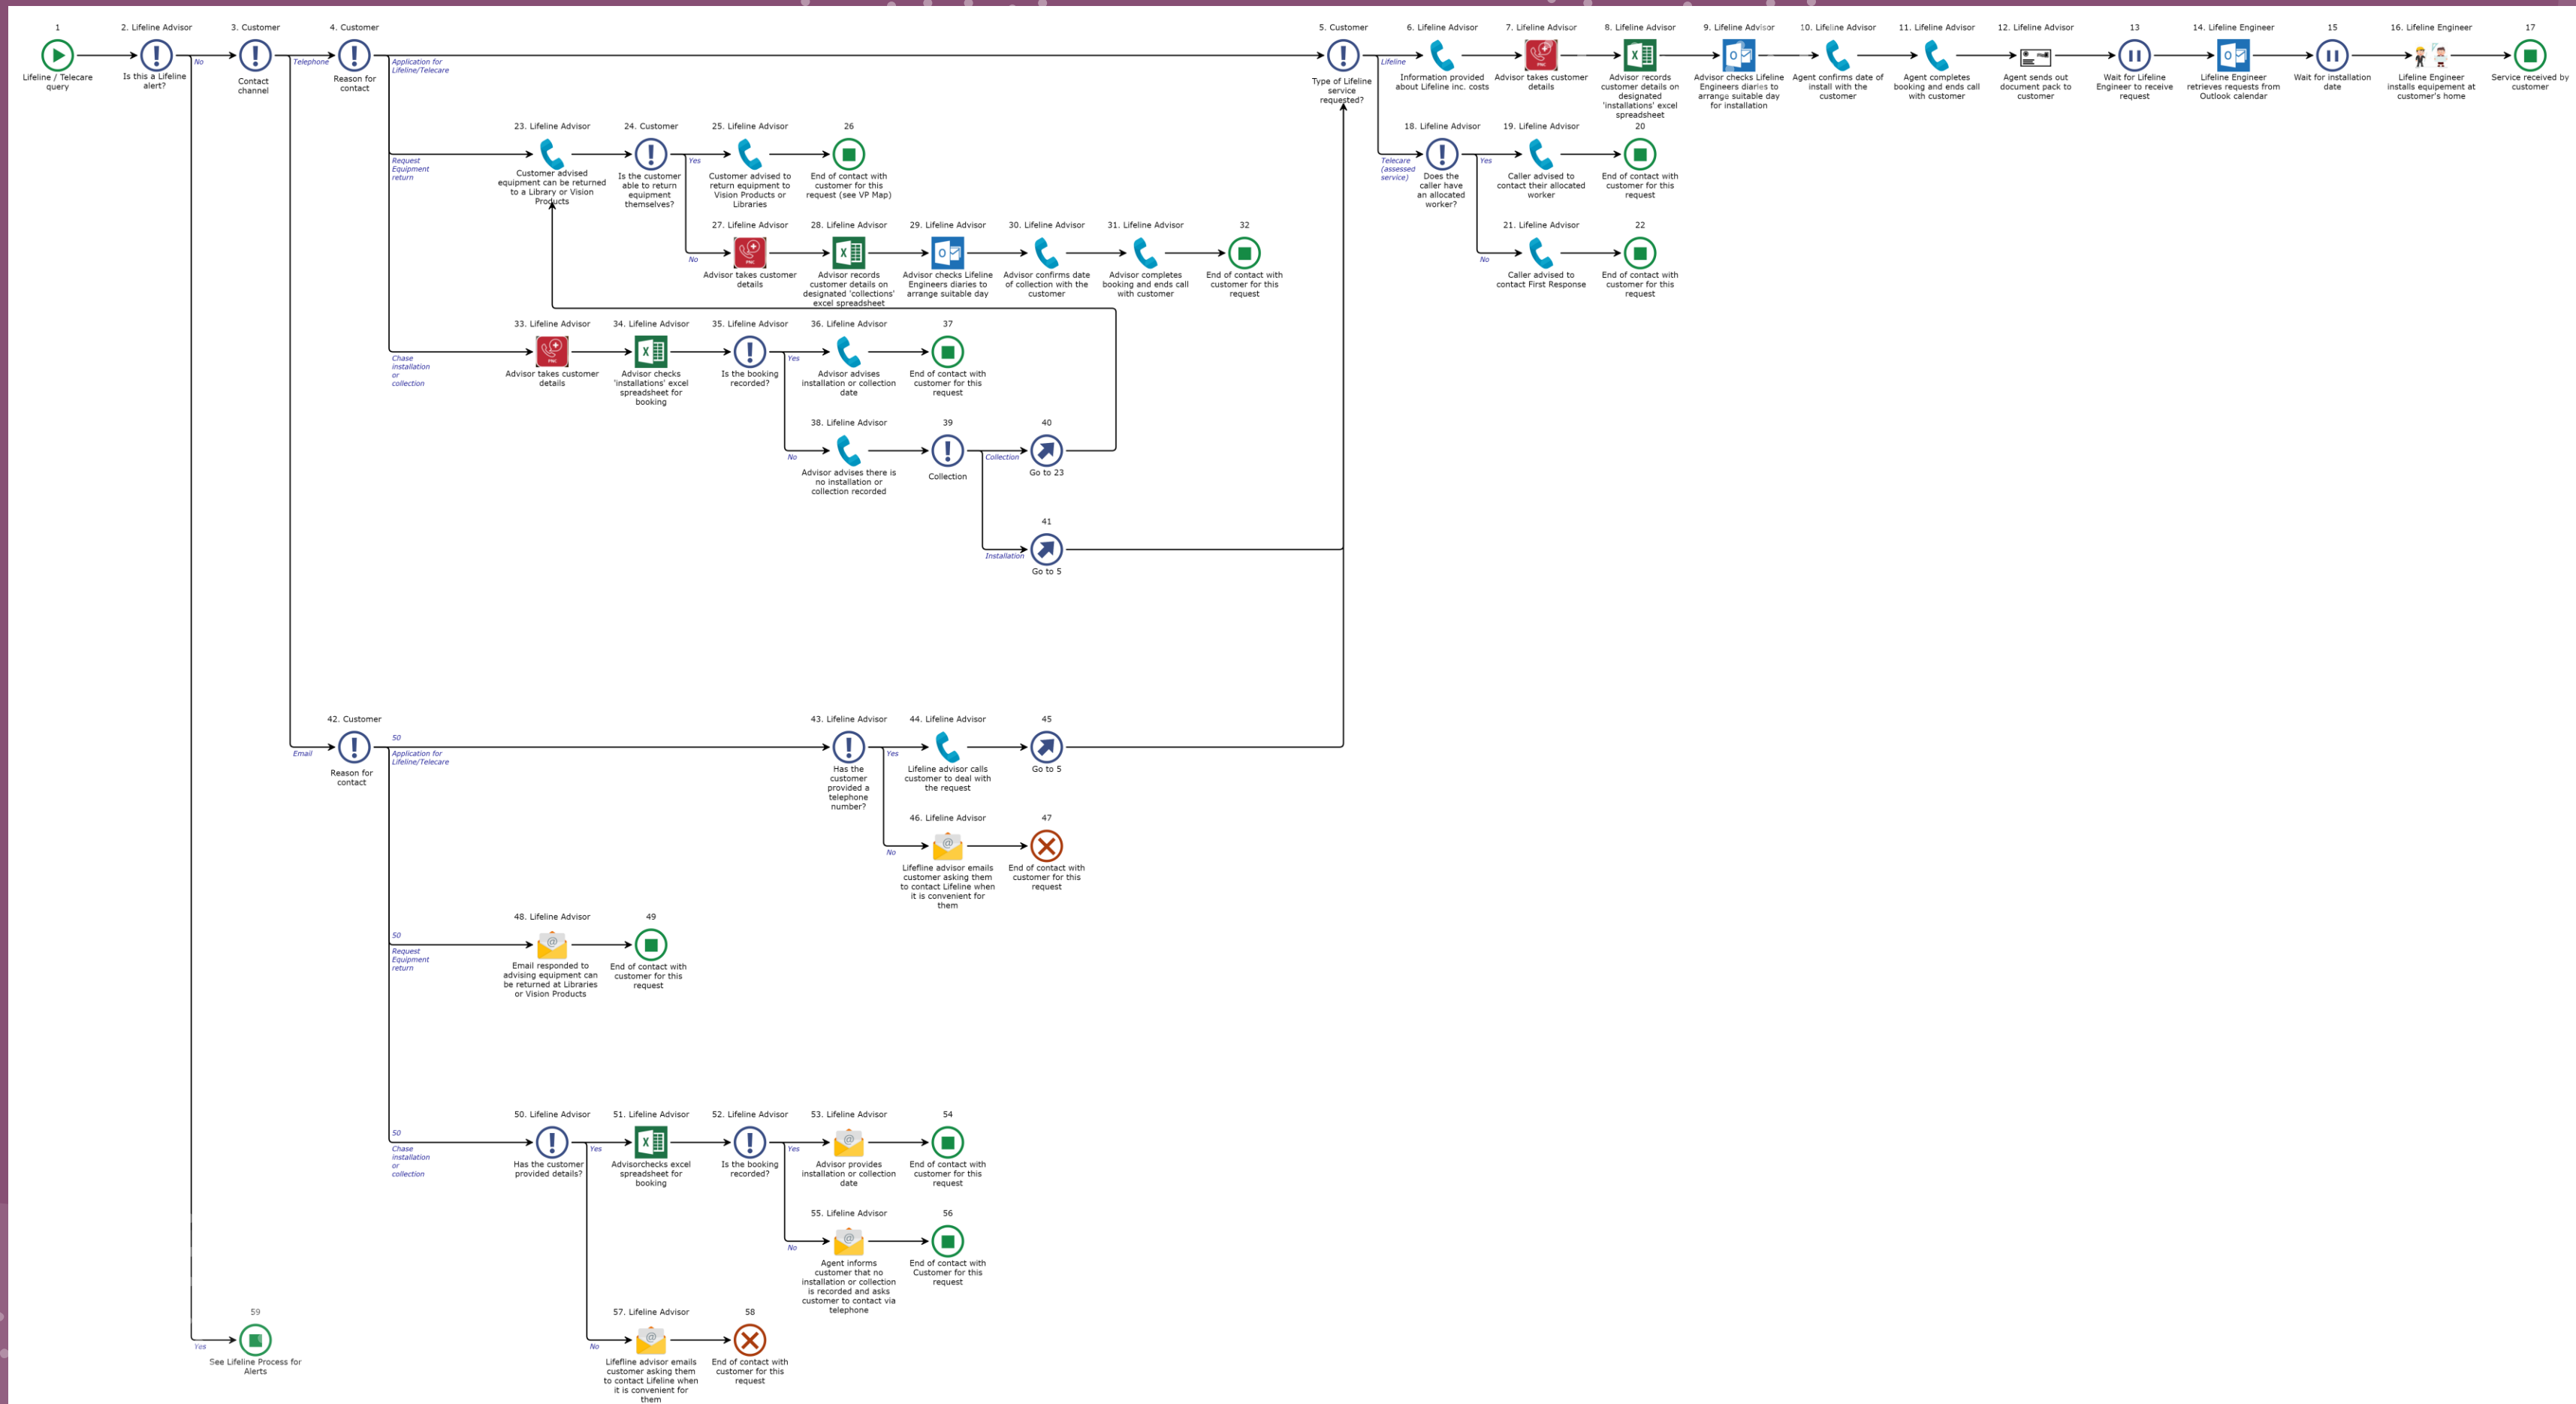 1
Lifeline / Telecare
query
2. Lifeline Advisor
Is this a Lifeline
alert?
No
3. Customer
Contact
channel
Telephone
4. Customer
Reason for
contact
Application for
Lifeline/Telecare
5. Customer
Type of Lifeline
service
requested?
Lifeline
6. Lifeline Advisor
Information provided
about Lifeline inc. costs
7. Lifeline Advisor
PNC
Advisor takes customer
details
8. Lifeline Advisor
Advisor records
customer details on
designated
'installations' excel
spreadsheet
9. Lifeline Advisor
Advisor checks Lifeline
Engineers diaries to
arrange suitable day
for installation
10. Lifeline Advisor
Agent confirms date of
install with the
customer
11. Lifeline Advisor
Agent completes
booking and ends call
with customer
12. Lifeline Advisor
Agent sends out
document pack to
customer
13
Wait for Lifeline
Engineer to receive
request
14. Lifeline Engineer
Lifeline Engineer
retrieves requests from
Outlook calendar
15
Wait for installation
date
16. Lifeline Engineer
Lifeline Engineer
installs equipement at
customer's home
17
Service received by
customer
Telecare
(assessed
service)
18. Lifeline Advisor
Does the
caller have
an allocated
worker?
Yes
19. Lifeline Advisor
Caller advised to
contact their allocated
worker
20
End of contact with
customer for this
request
No
21. Lifeline Advisor
Caller advised to
contact First Response
22
End of contact with
customer for this
request
Request
Equipment
return
23. Lifeline Advisor
Customer advised
equipment can be returned
to a Library or Vision
Products
24. Customer
Is the customer
able to return
equipment
themselves?
Yes
25. Lifeline Advisor
Customer advised to
return equipment to
Vision Products or
Libraries
26
End of contact with
customer for this
request (see VP Map)
No
27. Lifeline Advisor
PNC
Advisor takes customer
details
28. Lifeline Advisor
Advisor records
customer details on
designated 'collections'
excel spreadsheet
29. Lifeline Advisor
Advisor checks Lifeline
Engineers diaries to
arrange suitable day
30. Lifeline Advisor
Advisor confirms date
of collection with the
customer
31. Lifeline Advisor
Advisor completes
booking and ends call
with customer
32
End of contact with
customer for this
request
Chase
installation
or
collection
33. Lifeline Advisor
PNC
Advisor takes customer
details
34. Lifeline Advisor
Advisor checks
'installations' excel
spreadsheet for
booking
35. Lifeline Advisor
Is the booking
recorded?
Yes
36. Lifeline Advisor
Advisor advises
installation or collection
date
37
End of contact with
customer for this
request
No
38. Lifeline Advisor
Advisor advises there is
no installation or
collection recorded
39
Collection
Collection
40
Go to 23
Installation
41
Go to 5
Email
42. Customer
Reason for
contact
50
Application for
Lifeline/Telecare
43. Lifeline Advisor
Has the
customer
provided a
telephone
number?
Yes
44. Lifeline Advisor
Lifeline advisor calls
customer to deal with
the request
45
Go to 5
No
46. Lifeline Advisor
Lifefline advisor emails
customer asking them
to contact Lifeline when
it is convenient for
them
47
End of contact with
customer for this
request
50
Request
Equipment
return
48. Lifeline Advisor
Email responded to
advising equipment can
be returned at Libraries
or Vision Products
49
End of contact with
customer for this
request
50
Chase
installation
or
collection
50. Lifeline Advisor
Has the customer
provided details?
Yes
51. Lifeline Advisor
Advisorchecks excel
spreadsheet for
booking
52. Lifeline Advisor
Is the booking
recorded?
Yes
53. Lifeline Advisor
Advisor provides
installation or collection
date
54
End of contact with
customer for this
request
No
55. Lifeline Advisor
Agent informs
customer that no
installation or collection
is recorded and asks
customer to contact via
telephone
56
End of contact with
Customer for this
request
No
57. Lifeline Advisor
Lifefline advisor emails
customer asking them
to contact Lifeline when
it is convenient for
them
58
End of contact with
customer for this
request
Yes
59
See Lifeline Process for
Alerts